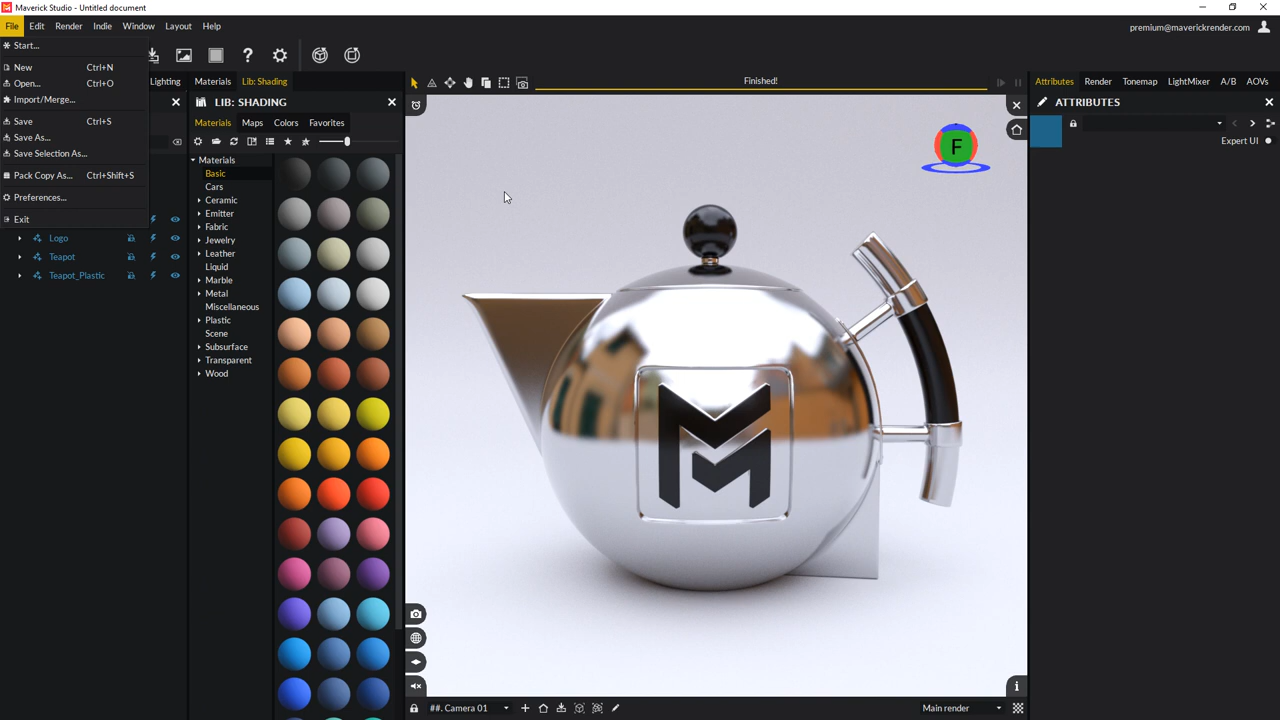 Maverick Studio - Untitled document
File Edit Render Indie Window Layout Help
premium@maverickrender.com
Start...
New Ctrl+N
Open... Ctrl+O
Import/Merge...
Save Ctrl+S
Save As...
Save Selection As...
Pack Copy As... Ctrl+Shift+S
Preferences...
Exit
Logo
Teapot
Teapot_Plastic
Lighting
Materials Lib: Shading
LIB: SHADING
Materials Maps Colors Favorites
Materials
Basic
Cars
Ceramic
Emitter
Fabric
Jewelry
Leather
Liquid
Marble
Metal
Miscellaneous
Plastic
Scene
Subsurface
Transparent
Wood
Finished!
F
M
##. Camera 01
Main render
Attributes Render Tonemap LightMixer A/B AOVs
ATTRIBUTES
Expert UI